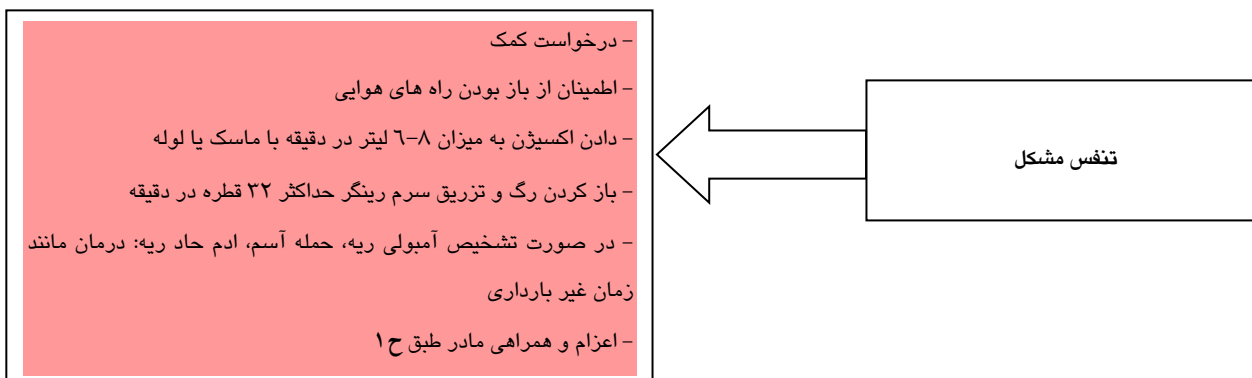 تنفس مشکل
- درخواست کمک
- اطمینان از باز بودن راه های هوایی
- دادن اکسیژن به میزان ۸-٦ لیتر در دقیقه با ماسک یا لوله
- باز کردن رگ و تزریق سرم رینگر حداکثر ۳۲ قطره در دقیقه
- در صورت تشخیص آمبولی ریه، حمله آسم، ادم حاد ریه: درمان مانند
زمان غیر بارداری
- اعزام و همراهی مادر طبق ح۱